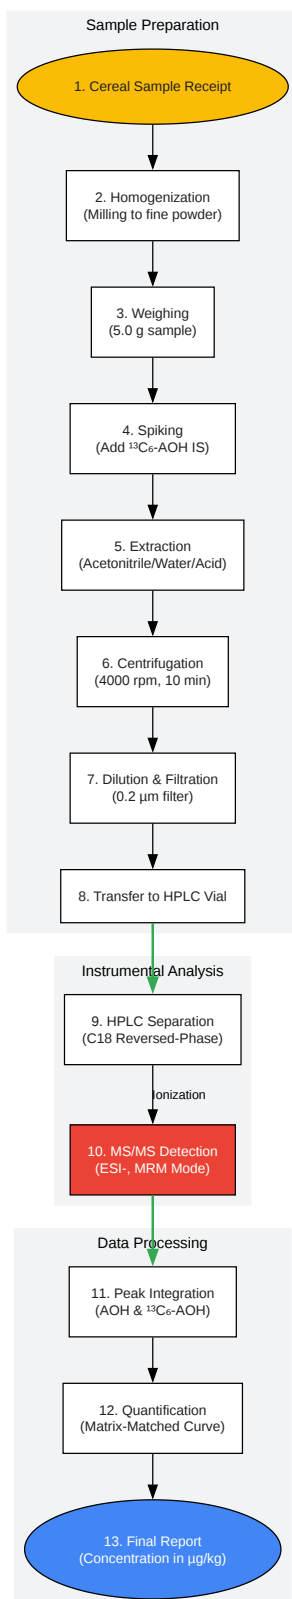 Sample Preparation
1. Cereal Sample Receipt
2. Homogenization
(Milling to fine powder)
3. Weighing
(5.0 g sample)
4. Spiking
(Add ¹³C₆-AOH IS)
5. Extraction
(Acetonitrile/Water/Acid)
6. Centrifugation
(4000 rpm, 10 min)
7. Dilution & Filtration
(0.2 µm filter)
8. Transfer to HPLC Vial
Instrumental Analysis
9. HPLC Separation
(C18 Reversed-Phase)
Ionization
10. MS/MS Detection
(ESI-, MRM Mode)
Data Processing
11. Peak Integration
(AOH & ¹³C₆-AOH)
12. Quantification
(Matrix-Matched Curve)
13. Final Report
(Concentration in µg/kg)